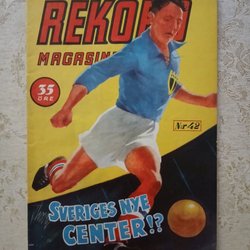 REKORD
MAGASINET
35
ÖRE
Nr 42
SVERIGES NYE
CENTER!?